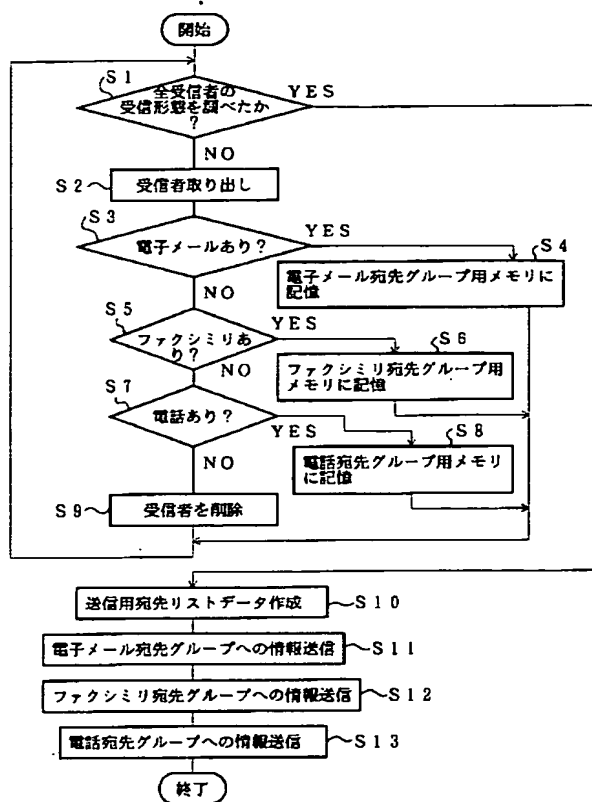 開始
S1
全受信者の
受信形態を調べたか
?
YES
NO
S2
受信者取り出し
S3
電子メールあり?
YES
S4
電子メール宛先グループ用メモリに
記憶
NO
S5
ファクシミリあ
り?
YES
S6
ファクシミリ宛先グループ用
メモリに記憶
NO
S7
電話あり?
YES
S8
電話宛先グループ用メモリ
に記憶
NO
S9
受信者を削除
送信用宛先リストデータ作成
S10
電子メール宛先グループへの情報送信
S11
ファクシミリ宛先グループへの情報送信
S12
電話宛先グループへの情報送信
S13
終了